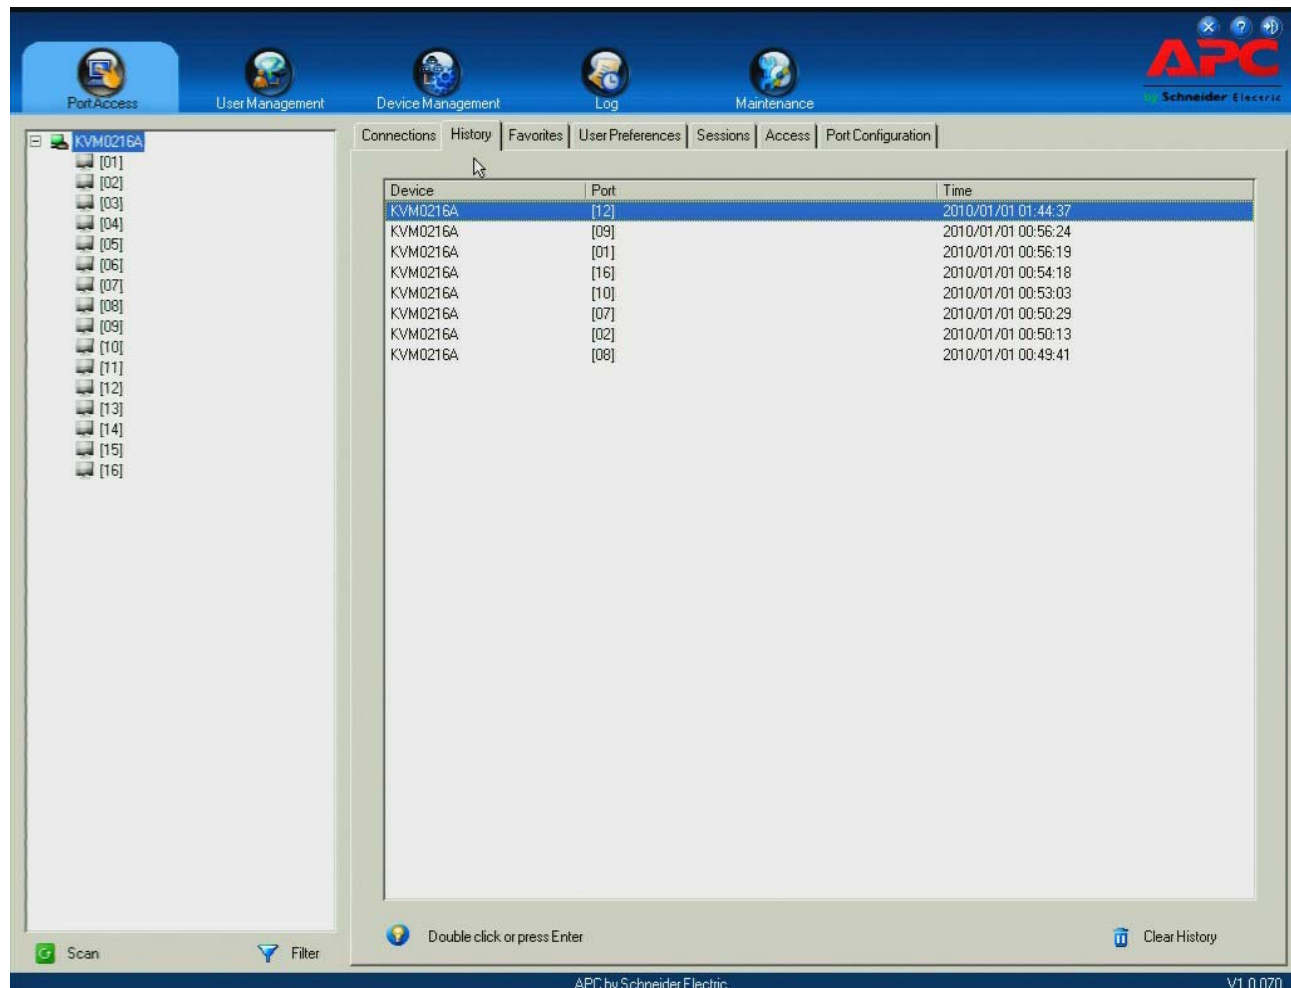 APC
by Schneider Electric
Port Access User Management Device Management Log Maintenance
Connections History Favorites User Preferences Sessions Access Port Configuration
KVM0216A
[01]
[02]
[03]
[04]
[05]
[06]
[07]
[08]
[09]
[10]
[11]
[12]
[13]
[14]
[15]
[16]
Device Port Time
KVM0216A [12] 2010/01/01 01:44:37
KVM0216A [09] 2010/01/01 00:56:24
KVM0216A [01] 2010/01/01 00:56:19
KVM0216A [16] 2010/01/01 00:54:18
KVM0216A [10] 2010/01/01 00:53:03
KVM0216A [07] 2010/01/01 00:50:29
KVM0216A [02] 2010/01/01 00:50:13
KVM0216A [08] 2010/01/01 00:49:41
Scan Filter
Double click or press Enter Clear History
APC by Schneider Electric V1.0.070